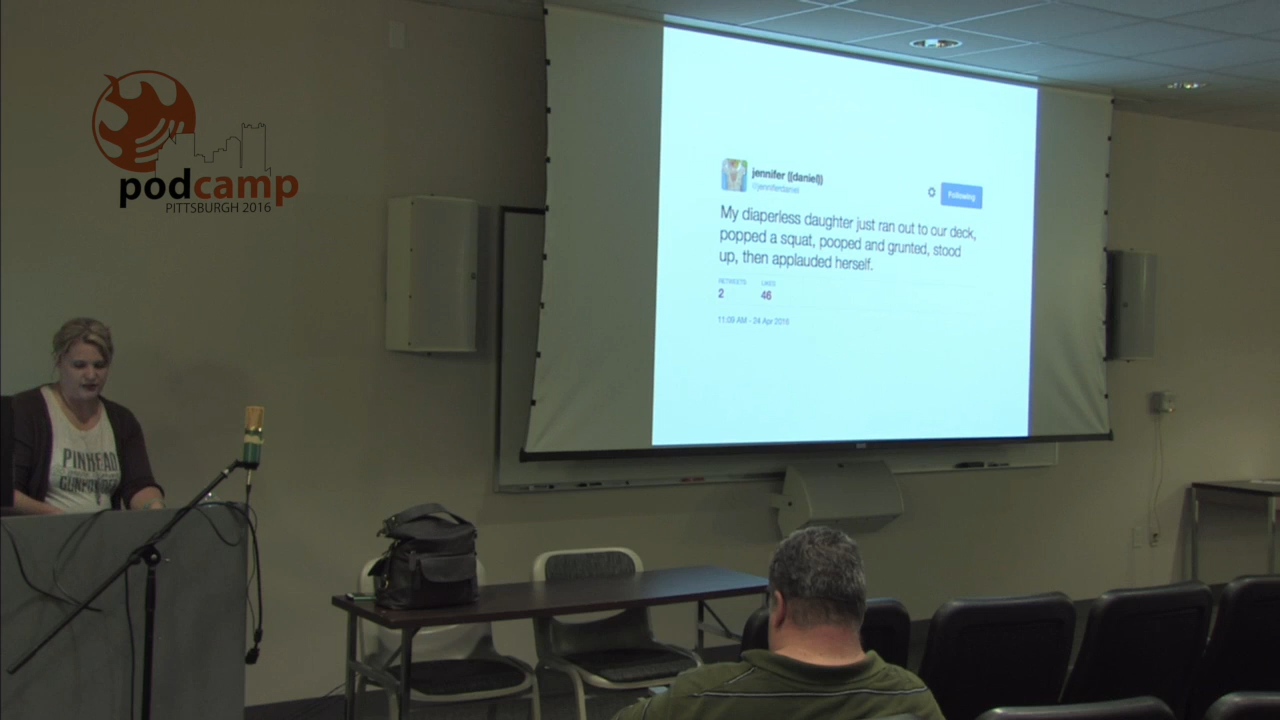 podcamp
PITTSBURGH 2016
jennifer ((daniel))
@jenniferdaniel
Following
My diaperless daughter just ran out to our deck,
popped a squat, pooped and grunted, stood
up, then applauded herself.
RETWEETS LIKES
2 46
11:09 AM - 24 Apr 2016
PINHEAD